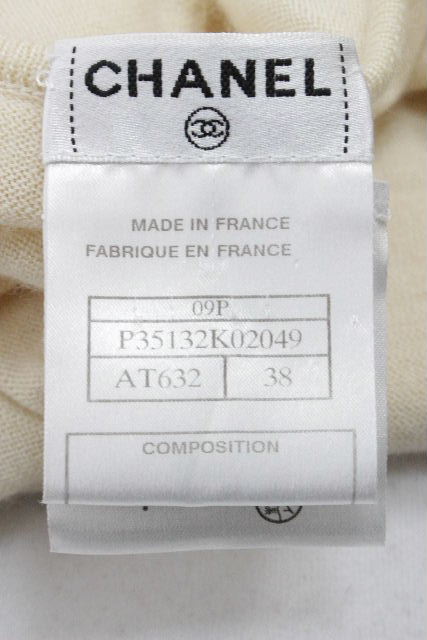 CHANEL
MADE IN FRANCE
FABRIQUE EN FRANCE
09P
P35132K02049
AT632 38
COMPOSITION